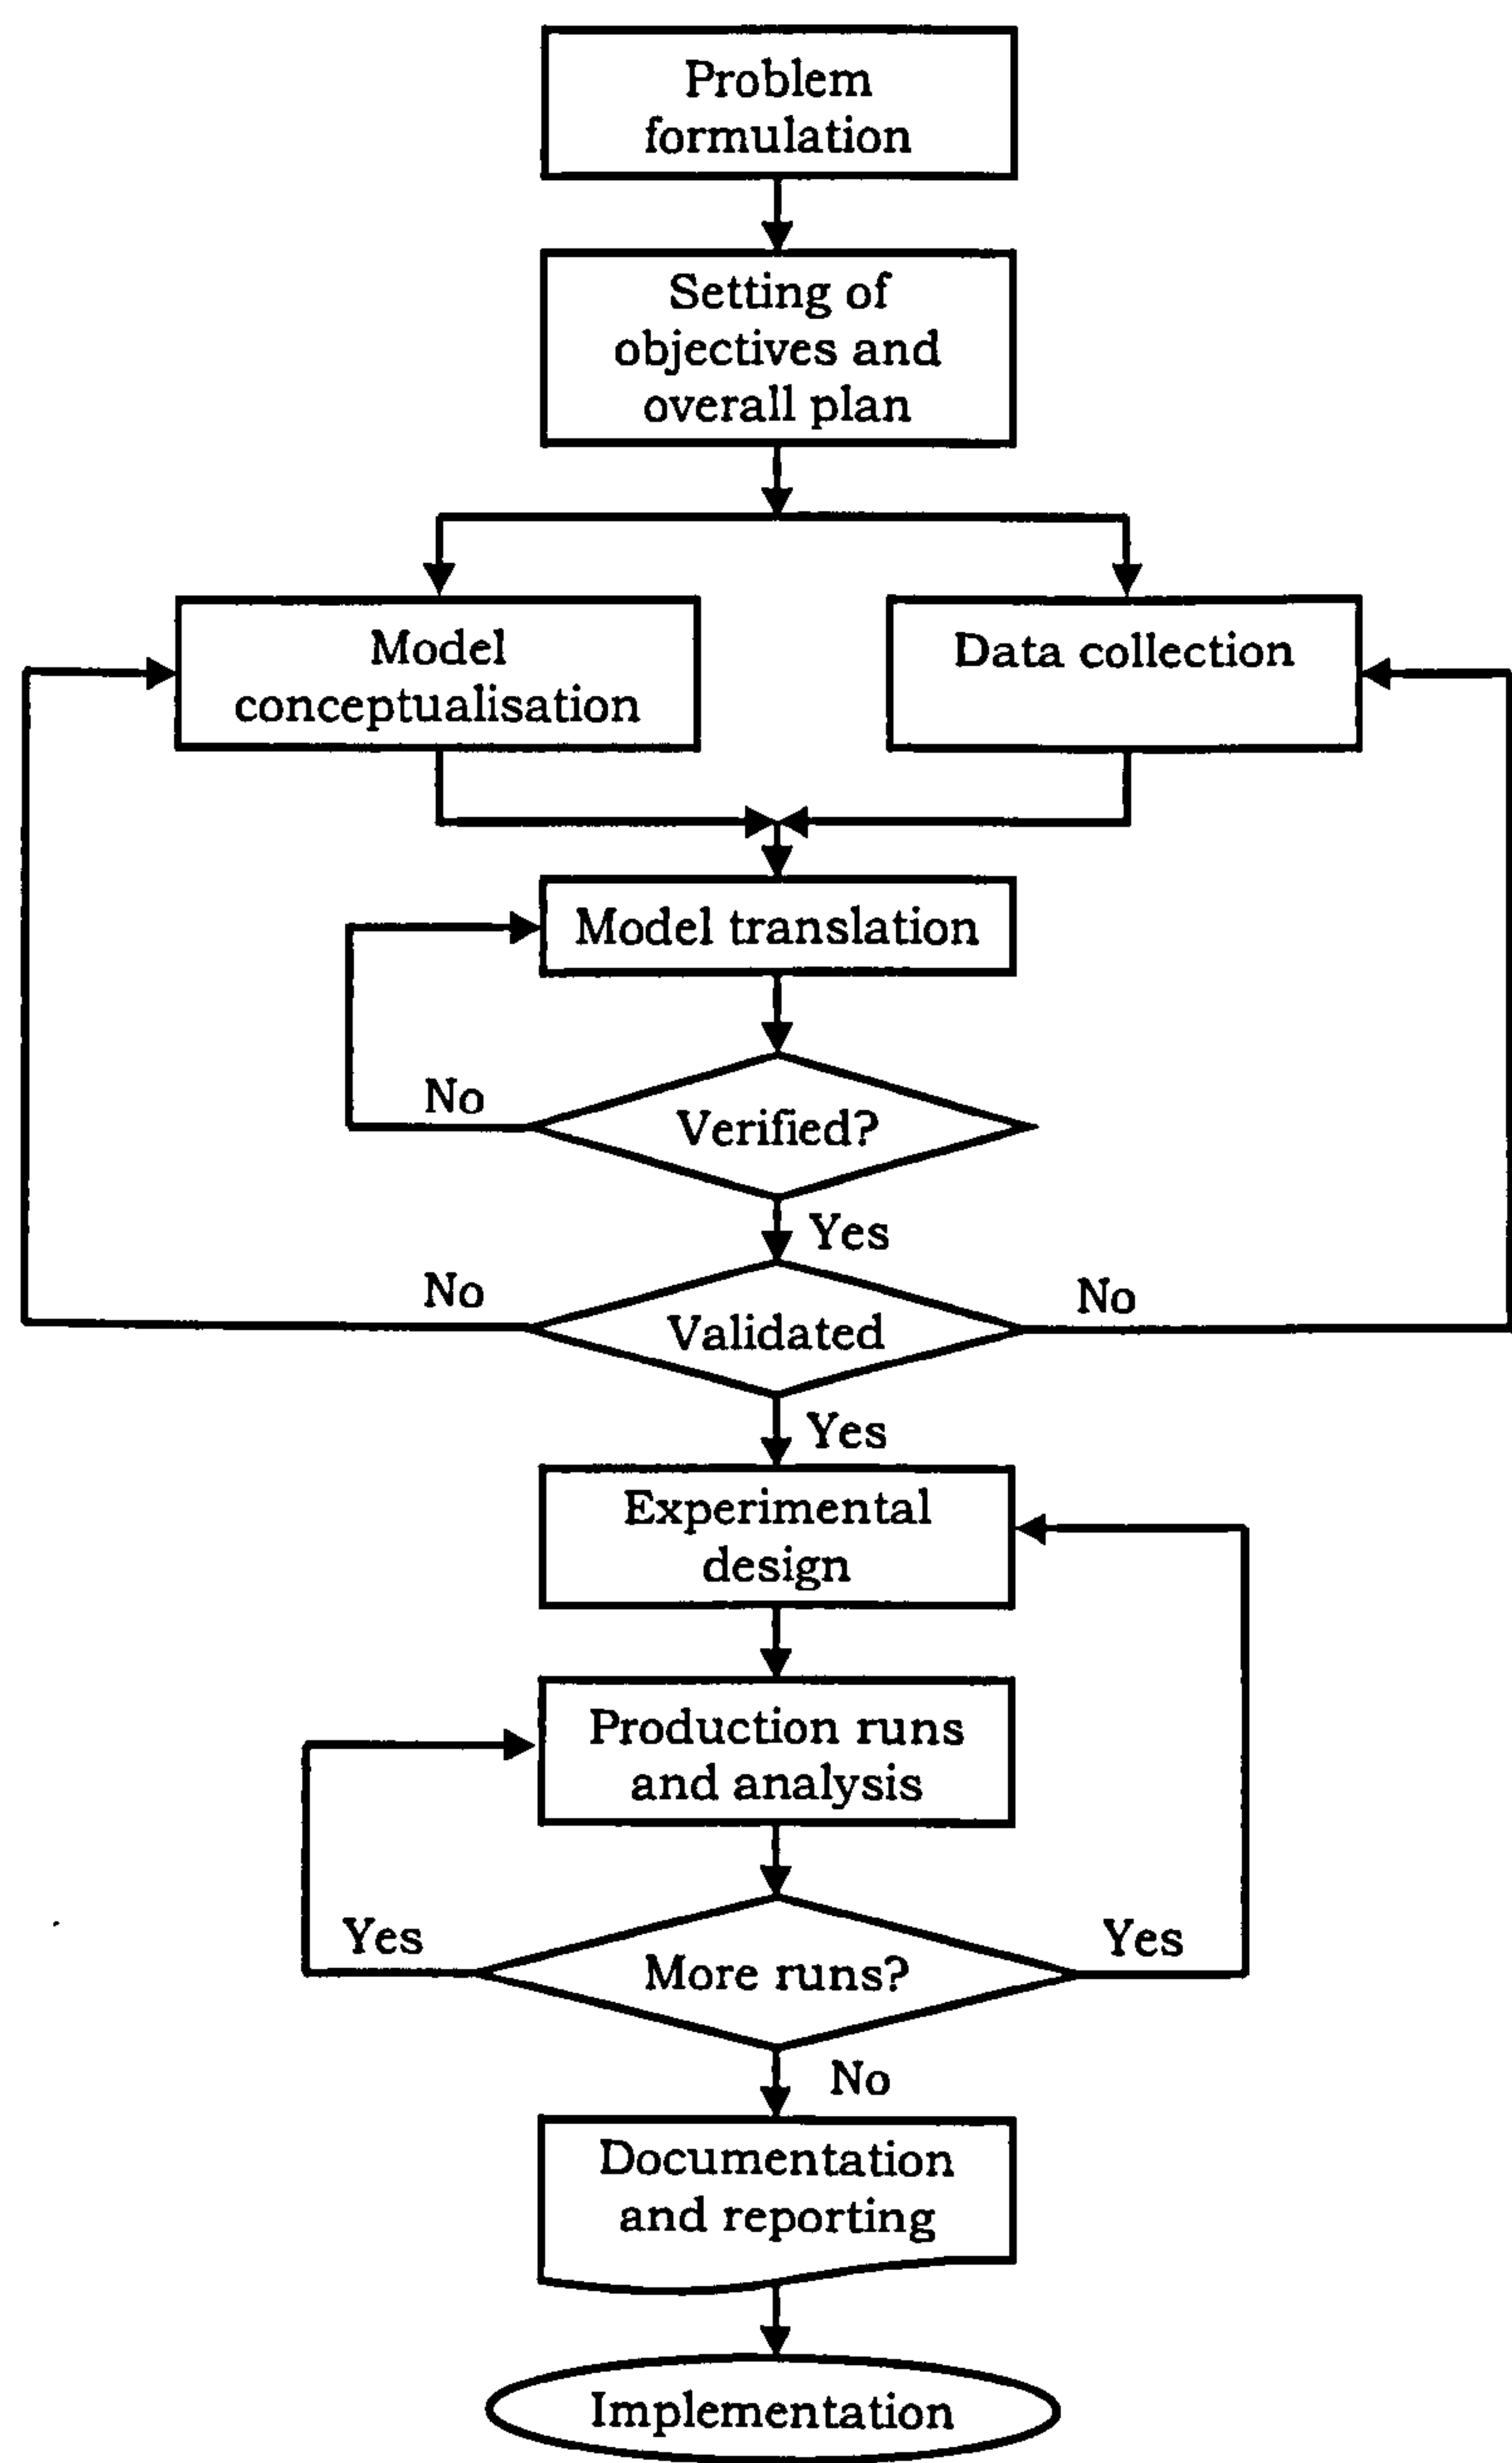 Problem
formulation
Setting of
objectives and
overall plan
Model
conceptualisation
Data collection
Model translation
No
Verified?
Yes
No
Validated
No
Yes
Experimental
design
Production runs
and analysis
Yes
More runs?
Yes
No
Documentation
and reporting
Implementation